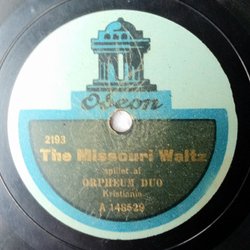 Odeon
2193
The Missouri Waltz
spillet af
ORPHEUM DUO
Kristiania
A 148529